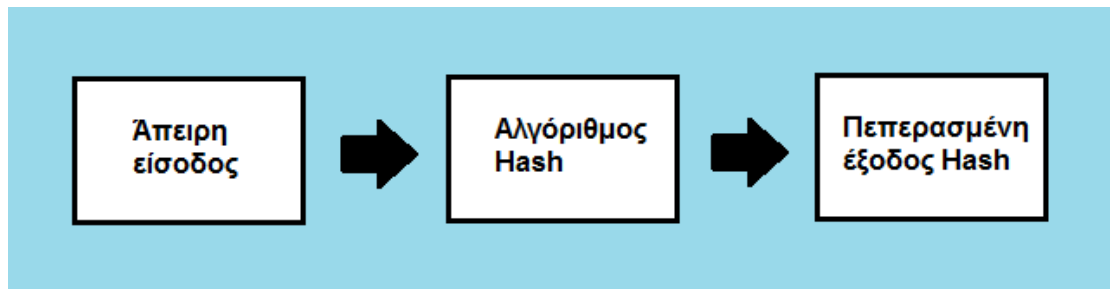 Άπειρη
είσοδος
Αλγόριθμος
Hash
Πεπερασμένη
έξοδος Hash